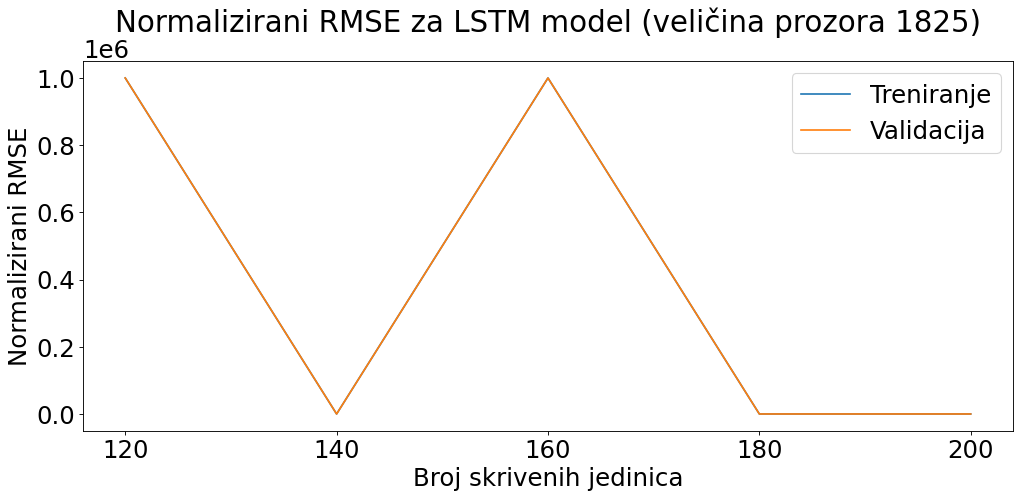 Normalizirani RMSE za LSTM model (veličina prozora 1825)
1e6
1.0
0.8
0.6
0.4
0.2
0.0
Normalizirani RMSE
Treniranje
Validacija
120 140 160 180 200
Broj skrivenih jedinica